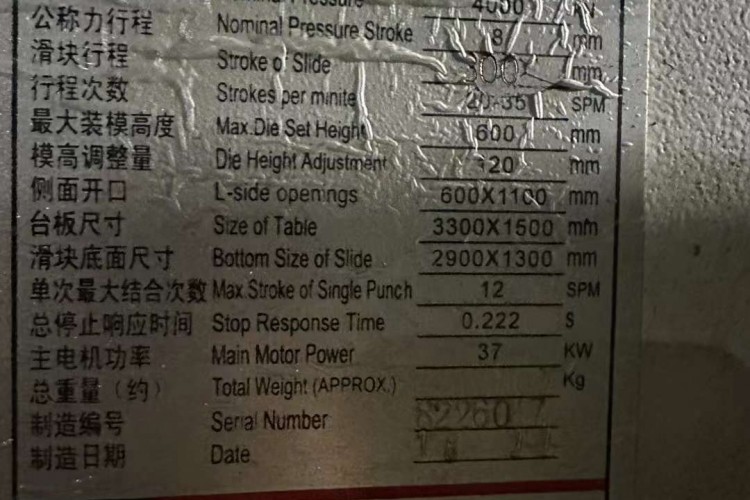 Pressure 4000 KN
公称力行程 Nominal Pressure Stroke 8 mm
滑块行程 Stroke of Slide 300 mm
行程次数 Strokes per minite 20-35 SPM
最大装模高度 Max.Die Set Height 600 mm
模高调整量 Die Height Adjustment 120 mm
侧面开口 L-side openings 600X1100 mm
台板尺寸 Size of Table 3300X1500 mm
滑块底面尺寸 Bottom Size of Slide 2900X1300 mm
单次最大结合次数 Max.Stroke of Single Punch 12 SPM
总停止响应时间 Stop Response Time 0.222 S
主电机功率 Main Motor Power 37 KW
总重量（约） Total Weight (APPROX.) Kg
制造编号 Serial Number
制造日期 Date